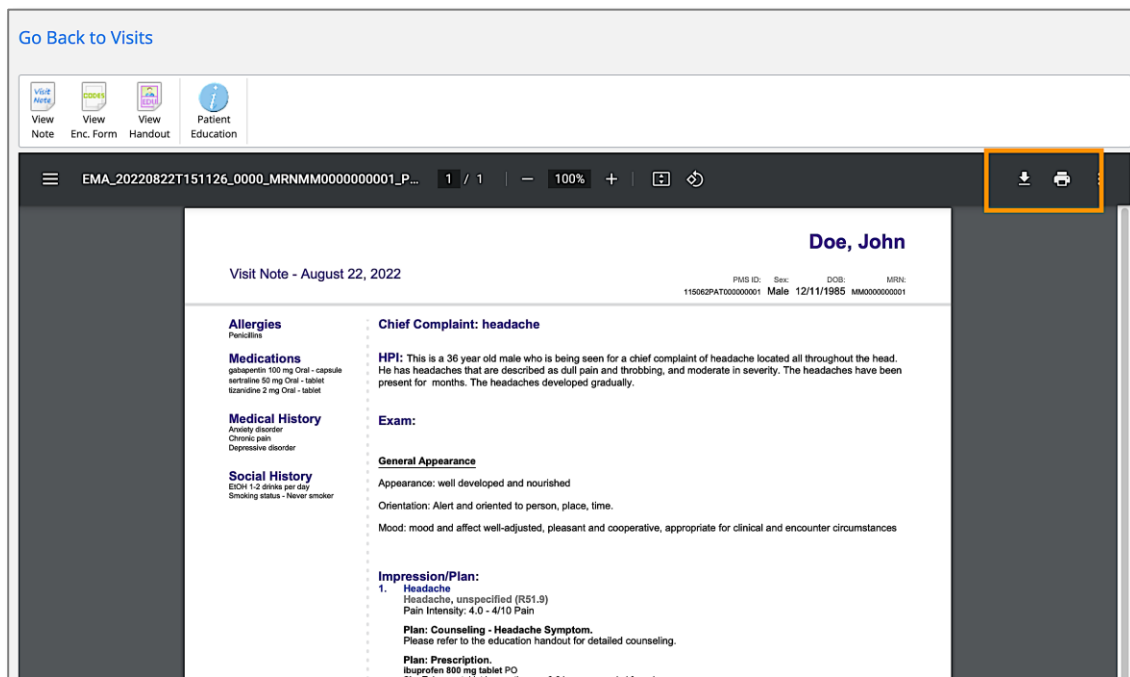 Go Back to Visits
Visit Note
CODES
EDU
i
View Note
View Enc. Form
View Handout
Patient Education
EMA_20220822T151126_0000_MRNMM0000000001_P... 1 / 1 | — 100% + |
Doe, John
Visit Note - August 22, 2022
PMS ID: Sex: DOB: MRN:
115062PAT000000001 Male 12/11/1985 MM0000000001
Allergies
Penicillins
Medications
gabapentin 100 mg Oral - capsule
sertraline 50 mg Oral - tablet
tizanidine 2 mg Oral - tablet
Medical History
Anxiety disorder
Chronic pain
Depressive disorder
Social History
EtOH 1-2 drinks per day
Smoking status - Never smoker
Chief Complaint: headache
HPI: This is a 36 year old male who is being seen for a chief complaint of headache located all throughout the head.
He has headaches that are described as dull pain and throbbing, and moderate in severity. The headaches have been
present for months. The headaches developed gradually.
Exam:
General Appearance
Appearance: well developed and nourished
Orientation: Alert and oriented to person, place, time.
Mood: mood and affect well-adjusted, pleasant and cooperative, appropriate for clinical and encounter circumstances
Impression/Plan:
1. Headache
Headache, unspecified (R51.9)
Pain Intensity: 4.0 - 4/10 Pain
Plan: Counseling - Headache Symptom.
Please refer to the education handout for detailed counseling.
Plan: Prescription.
ibuprofen 800 mg tablet PO